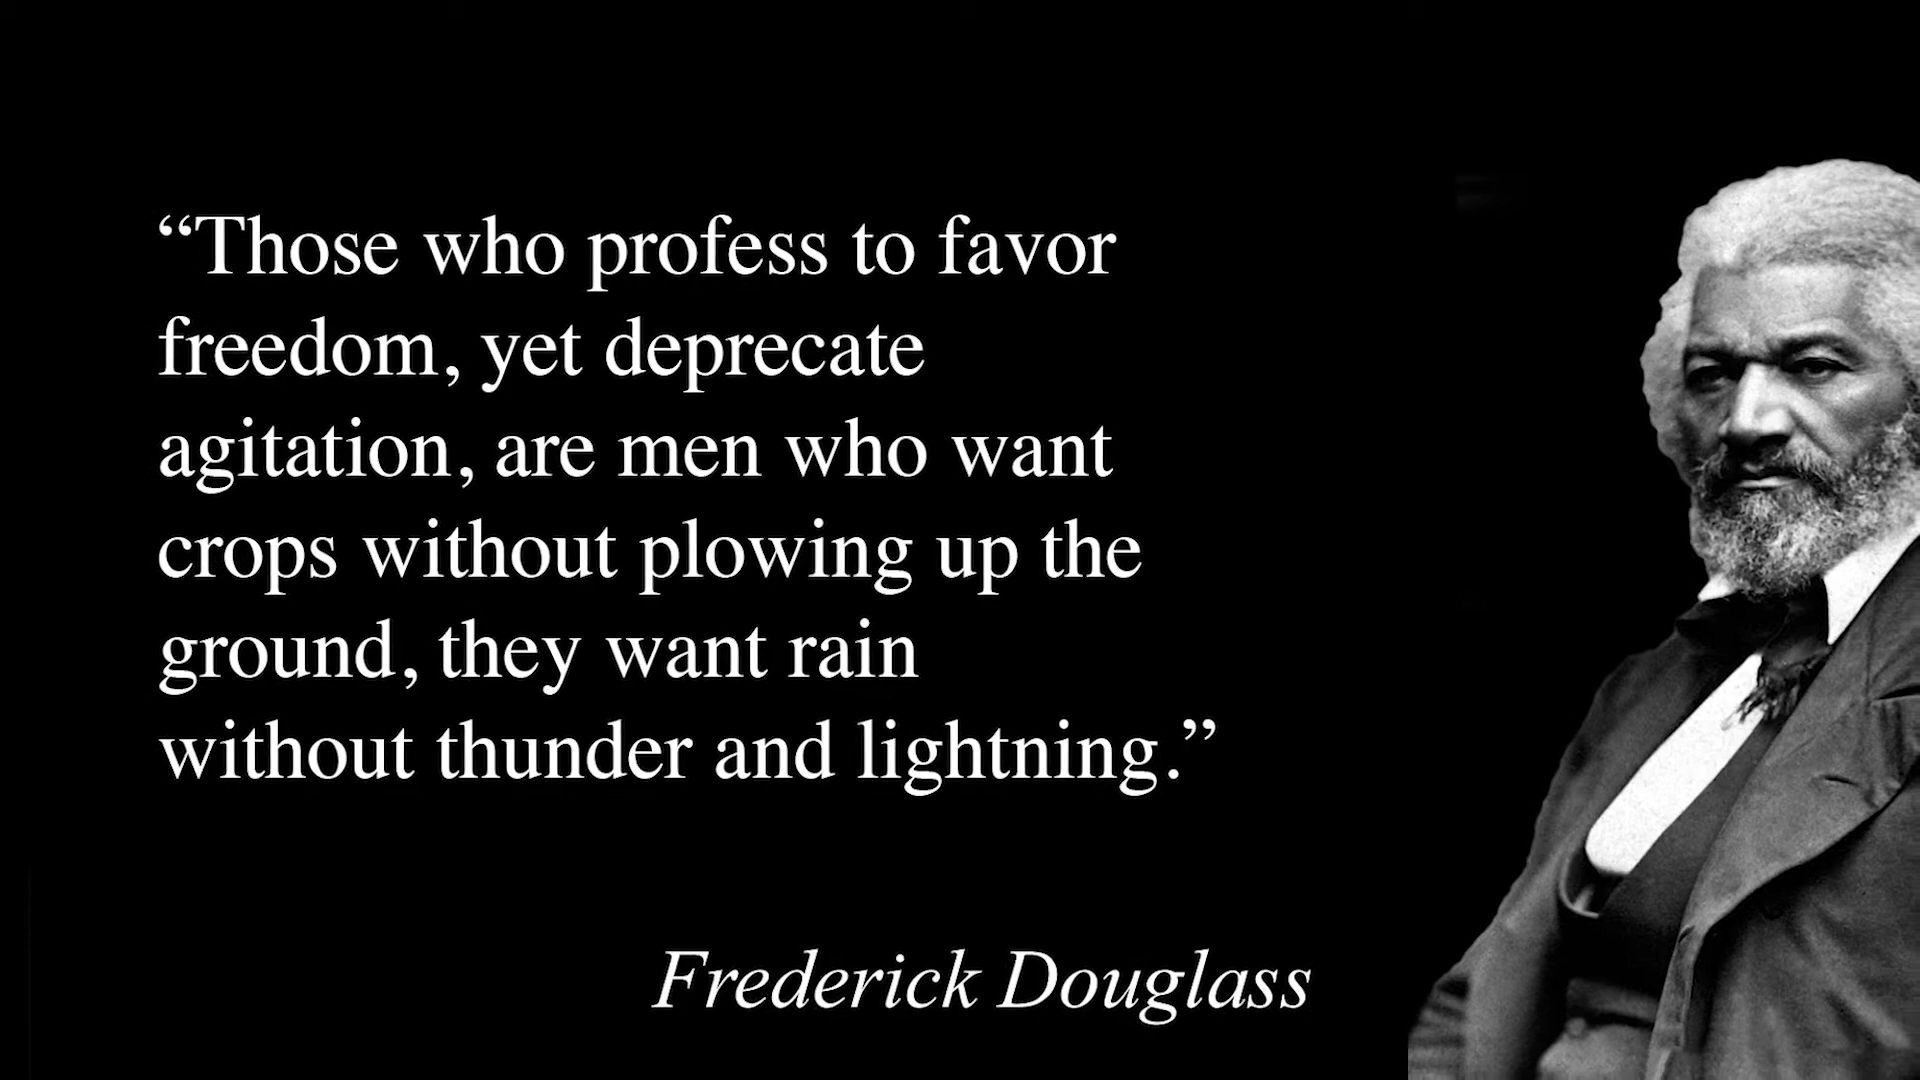 “Those who profess to favor
freedom, yet deprecate
agitation, are men who want
crops without plowing up the
ground, they want rain
without thunder and lightning.”
Frederick Douglass